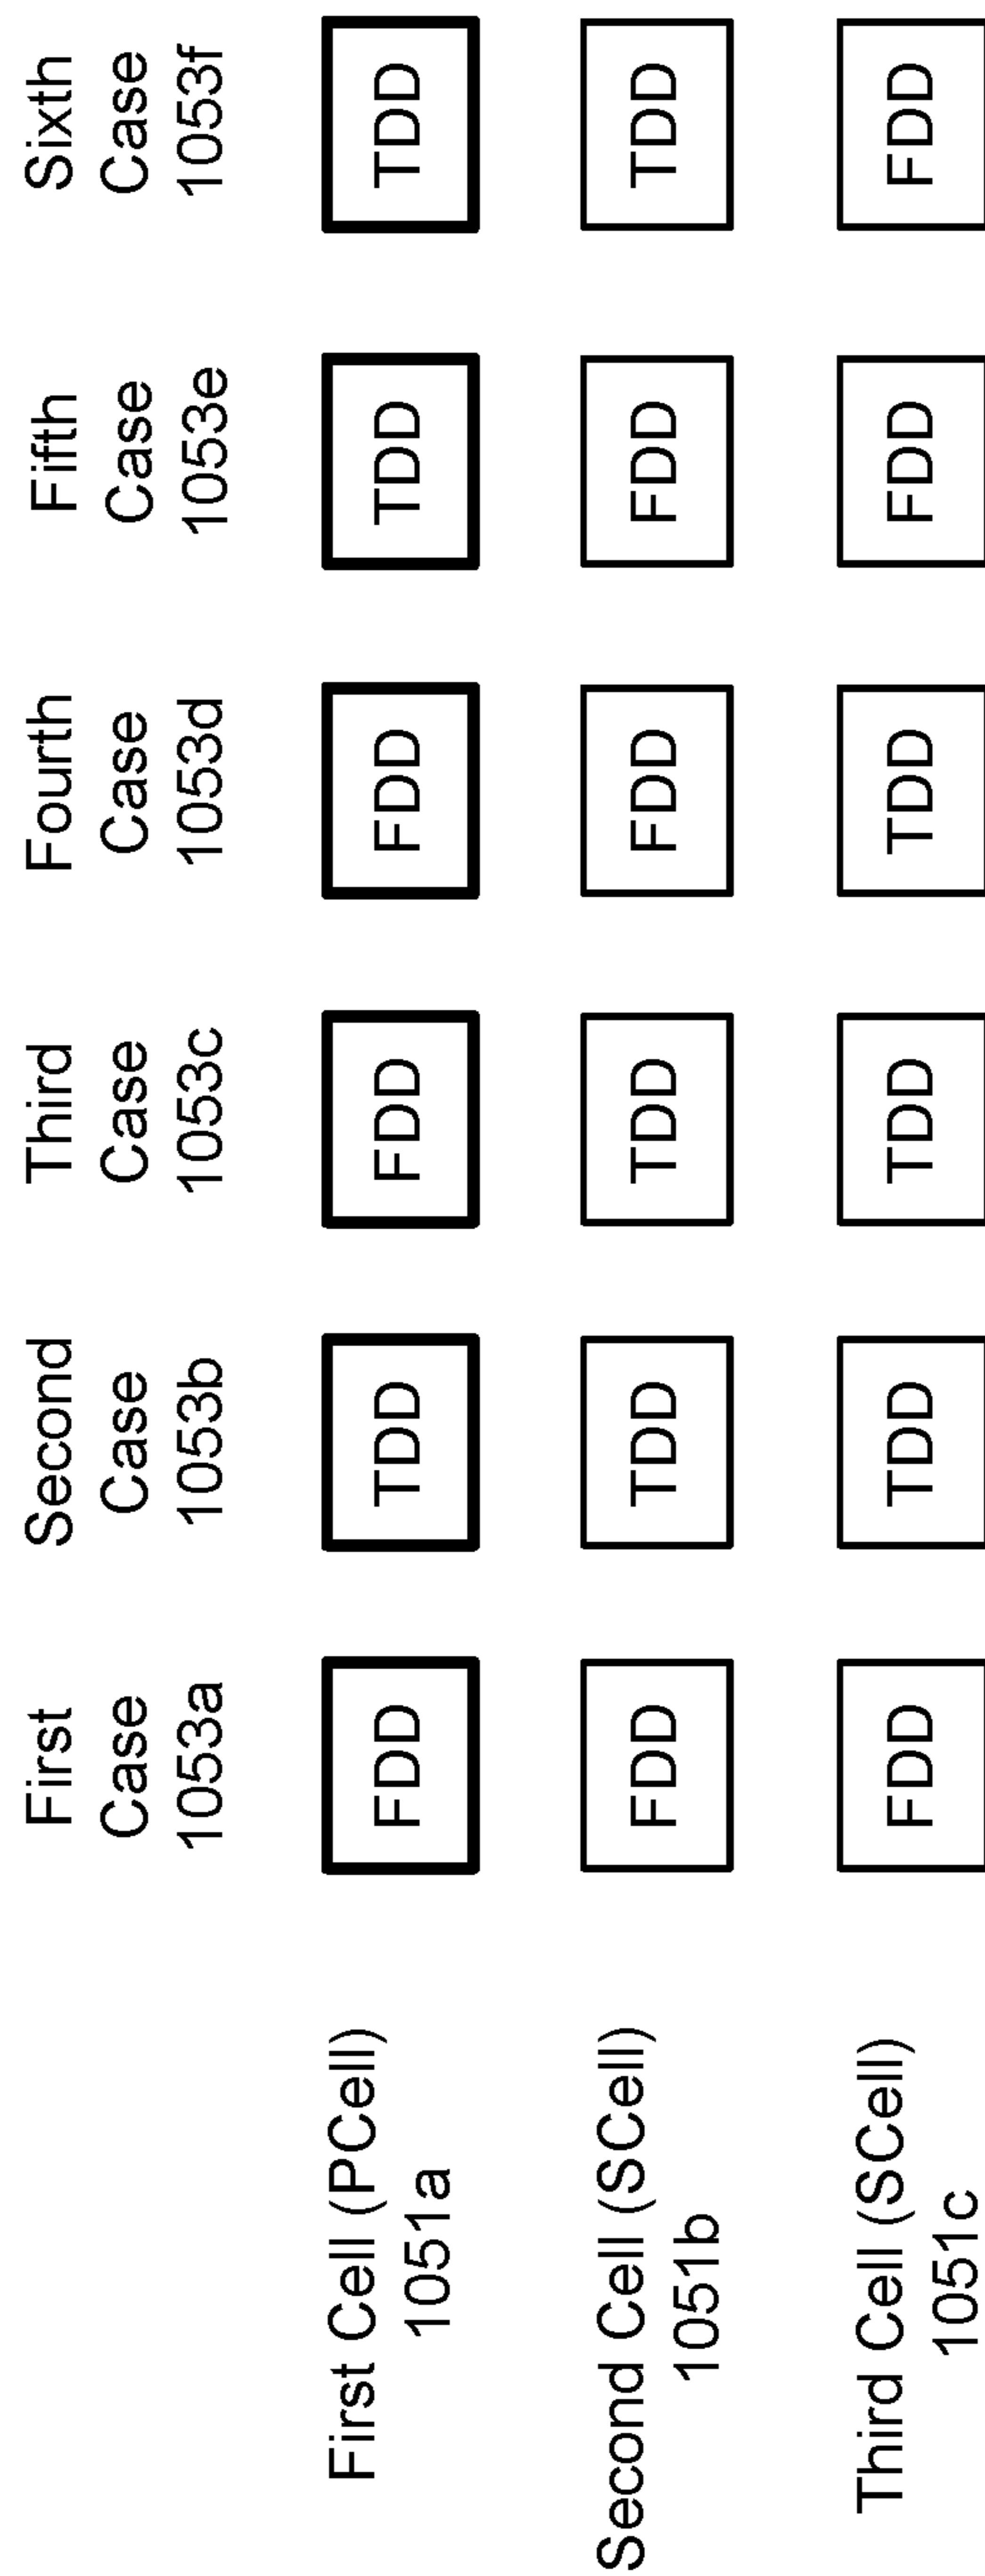 First
Case
1053a
Second
Case
1053b
Third
Case
1053c
Fourth
Case
1053d
Fifth
Case
1053e
Sixth
Case
1053f
First Cell (PCell)
1051a
FDD
TDD
FDD
FDD
TDD
TDD
Second Cell (SCell)
1051b
FDD
TDD
TDD
FDD
FDD
TDD
Third Cell (SCell)
1051c
FDD
TDD
TDD
TDD
FDD
FDD